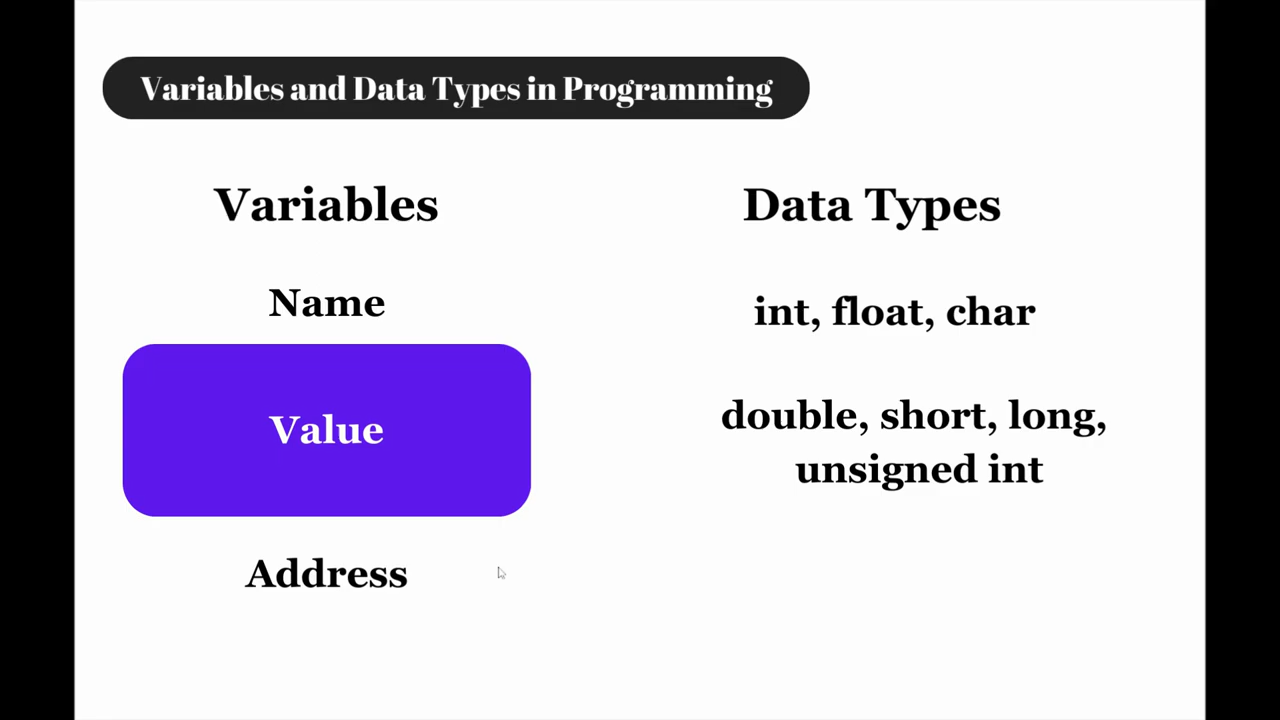 Variables and Data Types in Programming
Variables
Name
Value
Address
Data Types
int, float, char
double, short, long,
unsigned int